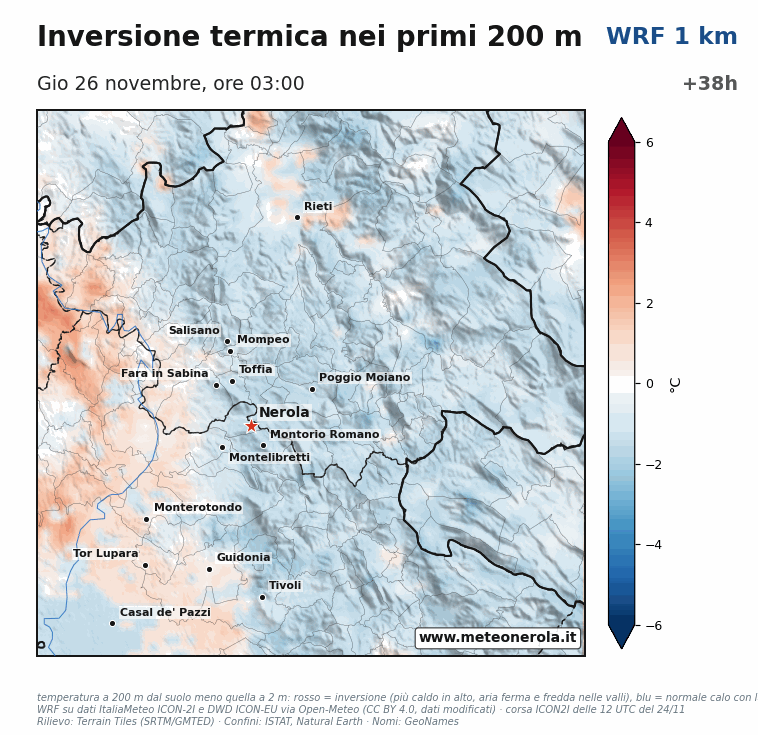 Inversione termica nei primi 200 m
WRF 1 km
Gio 26 novembre, ore 03:00
+38h
Rieti
Salisano
Mompeo
Fara in Sabina
Toffia
Poggio Moiano
Nerola
Montorio Romano
Montelibretti
Monterotondo
Tor Lupara
Guidonia
Tivoli
Casal de' Pazzi
www.meteonerola.it
6
4
2
0
−2
−4
−6
°C
temperatura a 200 m dal suolo meno quella a 2 m: rosso = inversione (più caldo in alto, aria ferma e fredda nelle valli), blu = normale calo con l
WRF su dati ItaliaMeteo ICON-2I e DWD ICON-EU via Open-Meteo (CC BY 4.0, dati modificati) · corsa ICON2I delle 12 UTC del 24/11
Rilievo: Terrain Tiles (SRTM/GMTED) · Confini: ISTAT, Natural Earth · Nomi: GeoNames